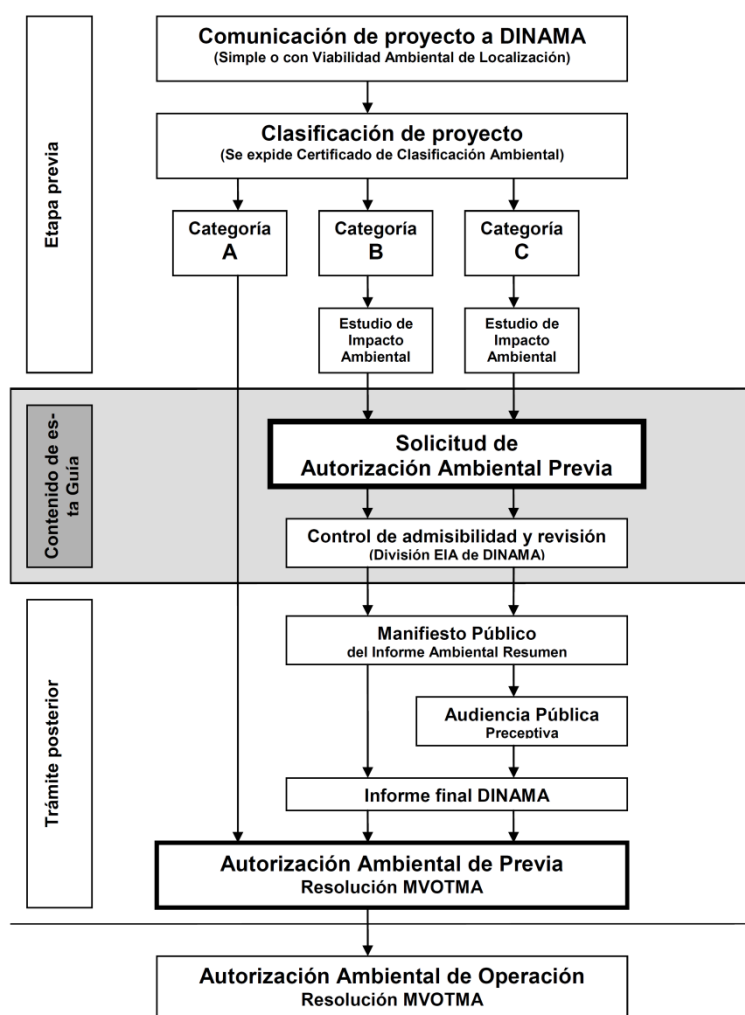 Comunicación de proyecto a DINAMA
(Simple o con Viabilidad Ambiental de Localización)
Etapa previa
Clasificación de proyecto
(Se expide Certificado de Clasificación Ambiental)
Categoría
A
Categoría
B
Categoría
C
Estudio de
Impacto
Ambiental
Estudio de
Impacto
Ambiental
Contenido de es-
ta Guía
Solicitud de
Autorización Ambiental Previa
Control de admisibilidad y revisión
(División EIA de DINAMA)
Trámite posterior
Manifiesto Público
del Informe Ambiental Resumen
Audiencia Pública
Preceptiva
Informe final DINAMA
Autorización Ambiental de Previa
Resolución MVOTMA
Autorización Ambiental de Operación
Resolución MVOTMA